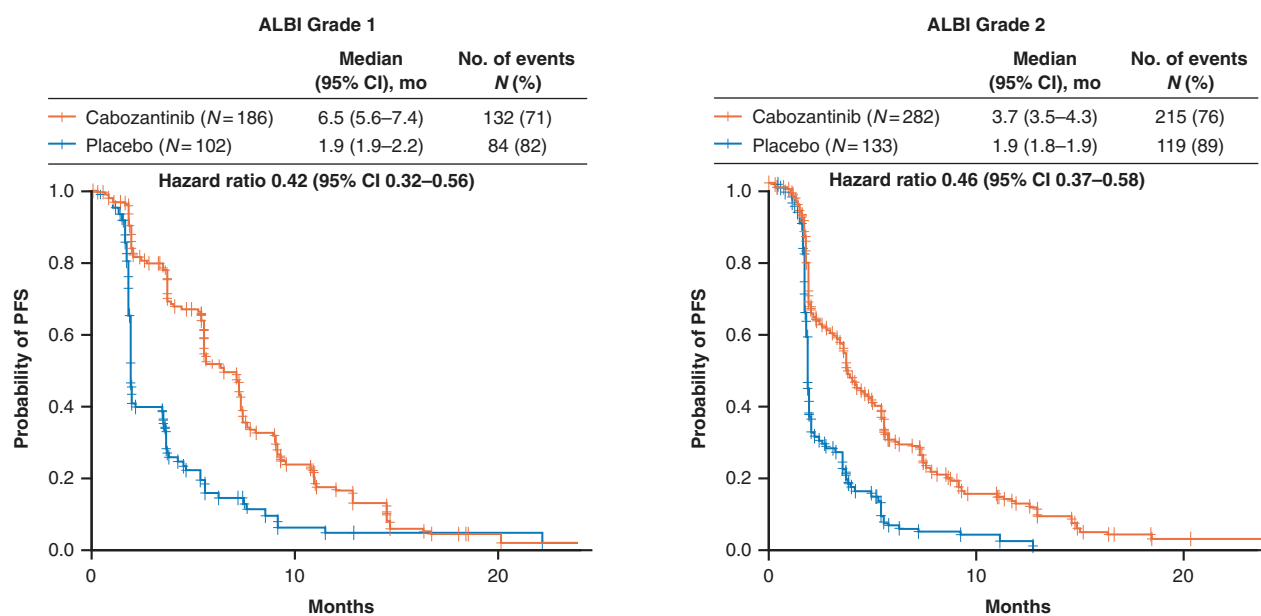 ALBI Grade 1
Median (95% CI), mo
No. of events N (%)
Cabozantinib (N=186) 6.5 (5.6–7.4) 132 (71)
Placebo (N=102) 1.9 (1.9–2.2) 84 (82)
Hazard ratio 0.42 (95% CI 0.32–0.56)
Probability of PFS
1.0
0.8
0.6
0.4
0.2
0.0
0 10 20
Months
ALBI Grade 2
Median (95% CI), mo
No. of events N (%)
Cabozantinib (N=282) 3.7 (3.5–4.3) 215 (76)
Placebo (N=133) 1.9 (1.8–1.9) 119 (89)
Hazard ratio 0.46 (95% CI 0.37–0.58)
Probability of PFS
1.0
0.8
0.6
0.4
0.2
0.0
0 10 20
Months